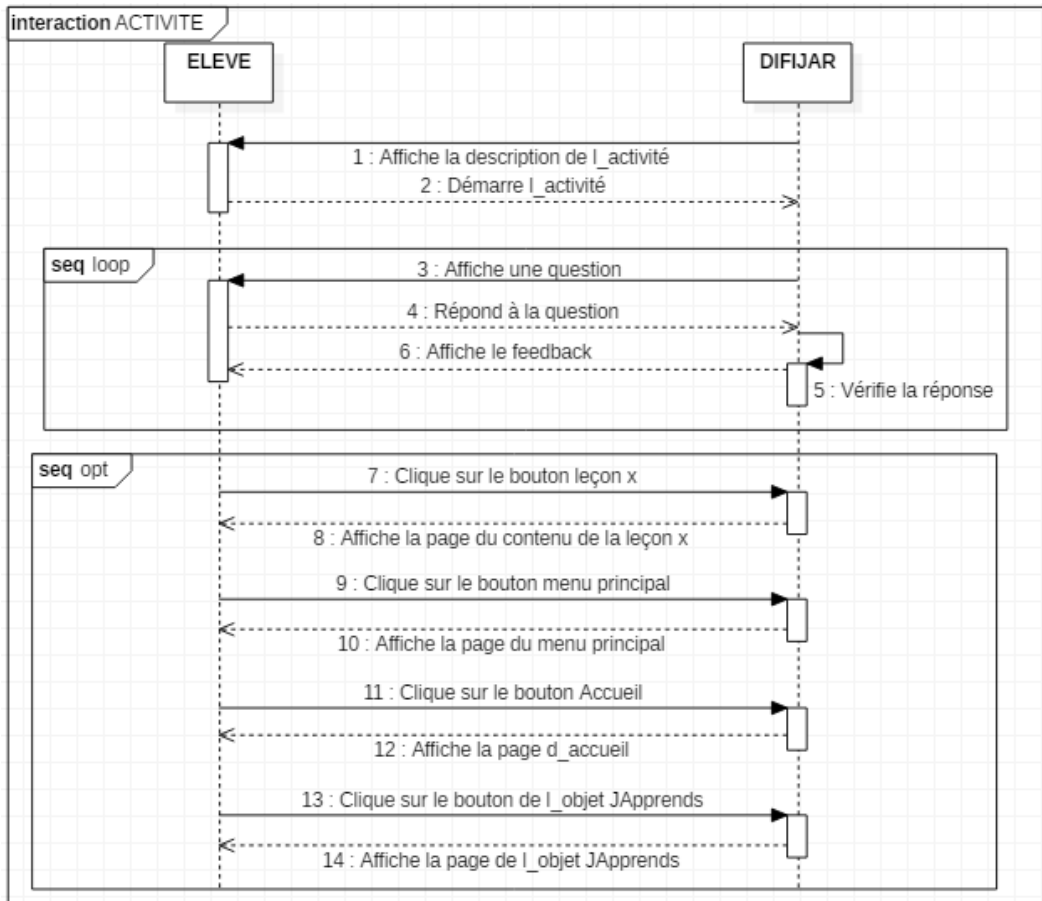 interaction ACTIVITE
ELEVE
DIFIJAR
1 : Affiche la description de l_activité
2 : Démarre l_activité
seq loop
3 : Affiche une question
4 : Répond à la question
6 : Affiche le feedback
5 : Vérifie la réponse
seq opt
7 : Clique sur le bouton leçon x
8 : Affiche la page du contenu de la leçon x
9 : Clique sur le bouton menu principal
10 : Affiche la page du menu principal
11 : Clique sur le bouton Accueil
12 : Affiche la page d_accueil
13 : Clique sur le bouton de l_objet JApprends
14 : Affiche la page de l_objet JApprends